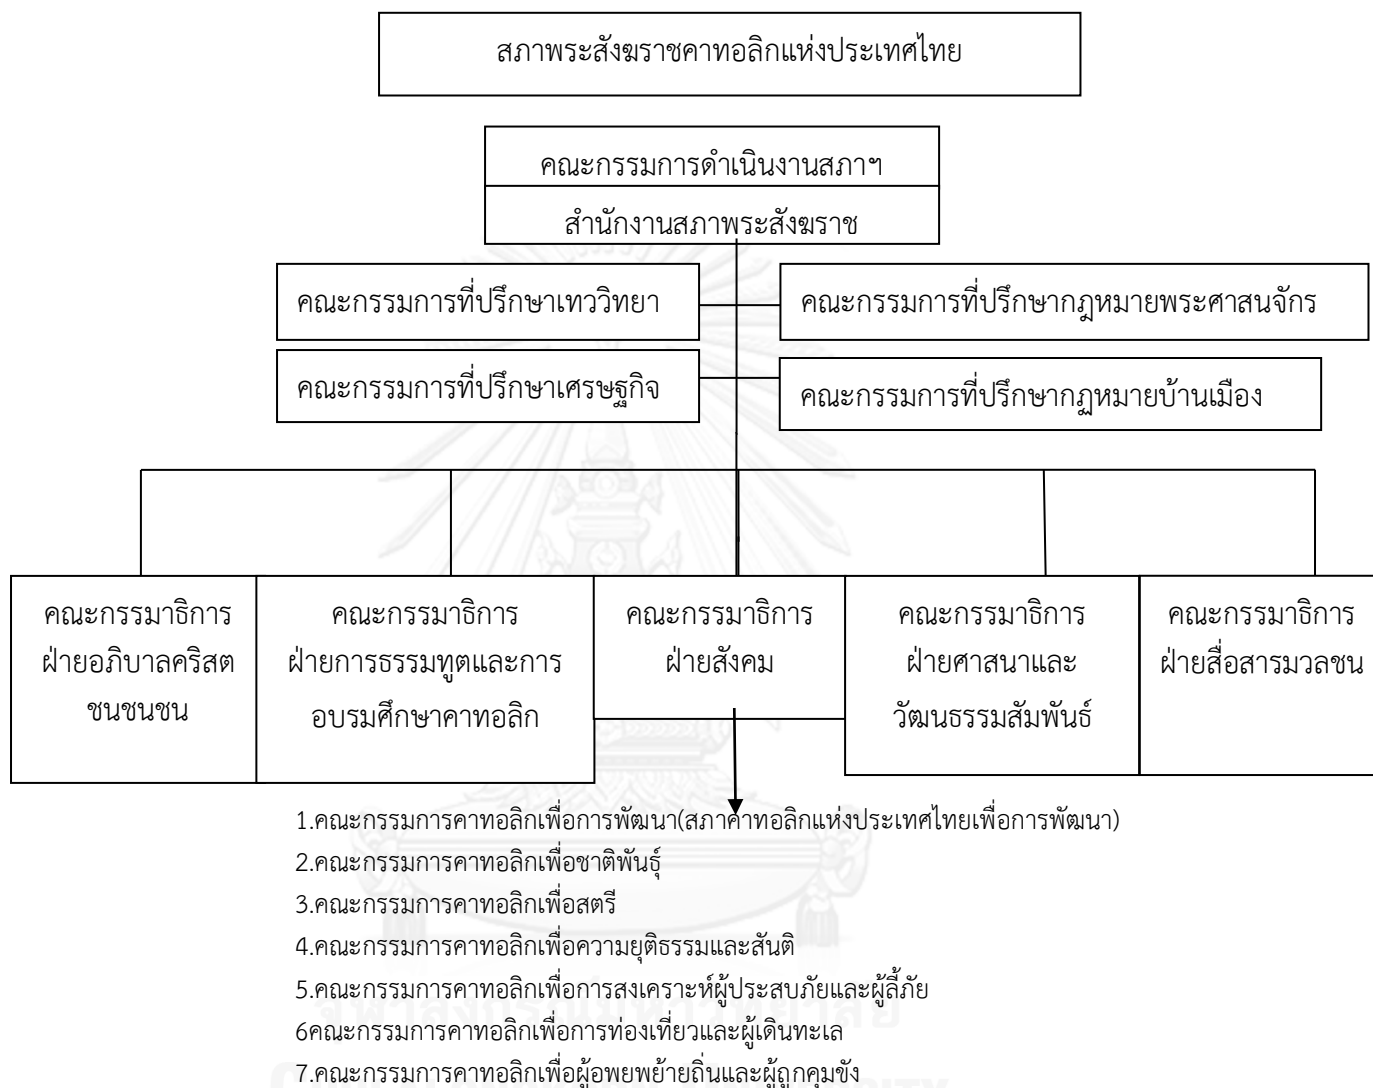 สภาพระสังฆราชคาทอลิกแห่งประเทศไทย
คณะกรรมการดำเนินงานสภาฯ
สำนักงานสภาพระสังฆราช
คณะกรรมการที่ปรึกษาเทววิทยา
คณะกรรมการที่ปรึกษากฎหมายพระศาสนจักร
คณะกรรมการที่ปรึกษาเศรษฐกิจ
คณะกรรมการที่ปรึกษากฏหมายบ้านเมือง
คณะกรรมาธิการ
ฝ่ายอภิบาลคริสต
ชนชนชน
คณะกรรมาธิการ
ฝ่ายการธรรมทูตและการ
อบรมศึกษาคาทอลิก
คณะกรรมาธิการ
ฝ่ายสังคม
คณะกรรมาธิการ
ฝ่ายศาสนาและ
วัฒนธรรมสัมพันธ์
คณะกรรมาธิการ
ฝ่ายสื่อสารมวลชน
1.คณะกรรมการคาทอลิกเพื่อการพัฒนา(สภาคาทอลิกแห่งประเทศไทยเพื่อการพัฒนา)
2.คณะกรรมการคาทอลิกเพื่อชาติพันธุ์
3.คณะกรรมการคาทอลิกเพื่อสตรี
4.คณะกรรมการคาทอลิกเพื่อความยุติธรรมและสันติ
5.คณะกรรมการคาทอลิกเพื่อการสงเคราะห์ผู้ประสบภัยและผู้ลี้ภัย
6คณะกรรมการคาทอลิกเพื่อการท่องเที่ยวและผู้เดินทะเล
7.คณะกรรมการคาทอลิกเพื่อผู้อพยพย้ายถิ่นและผู้ถูกคุมขัง
จุฬาลงกรณ์มหาวิทยาลัย